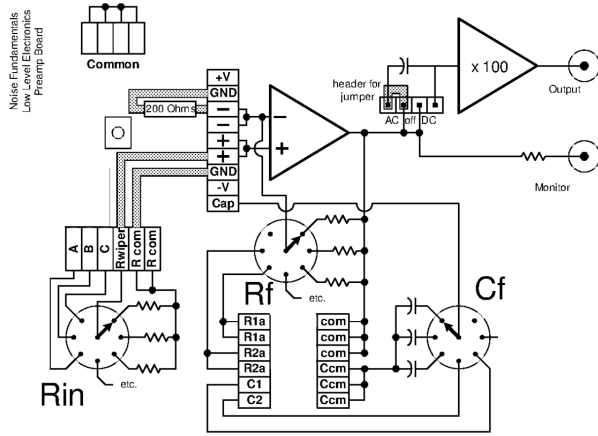 Noise Fundamentals
Low Level Electronics
Preamp Board
Common
+V
GND
−
−
+
+
GND
-V
Cap
200 Ohms
−
+
x 100
Output
header for
jumper
AC off DC
Monitor
A
B
C
Rwiper
R com
R com
Rin
etc.
Rf
etc.
Cf
R1a
R1a
R2a
R2a
C1
C2
com
com
com
Ccm
Ccm
Ccm